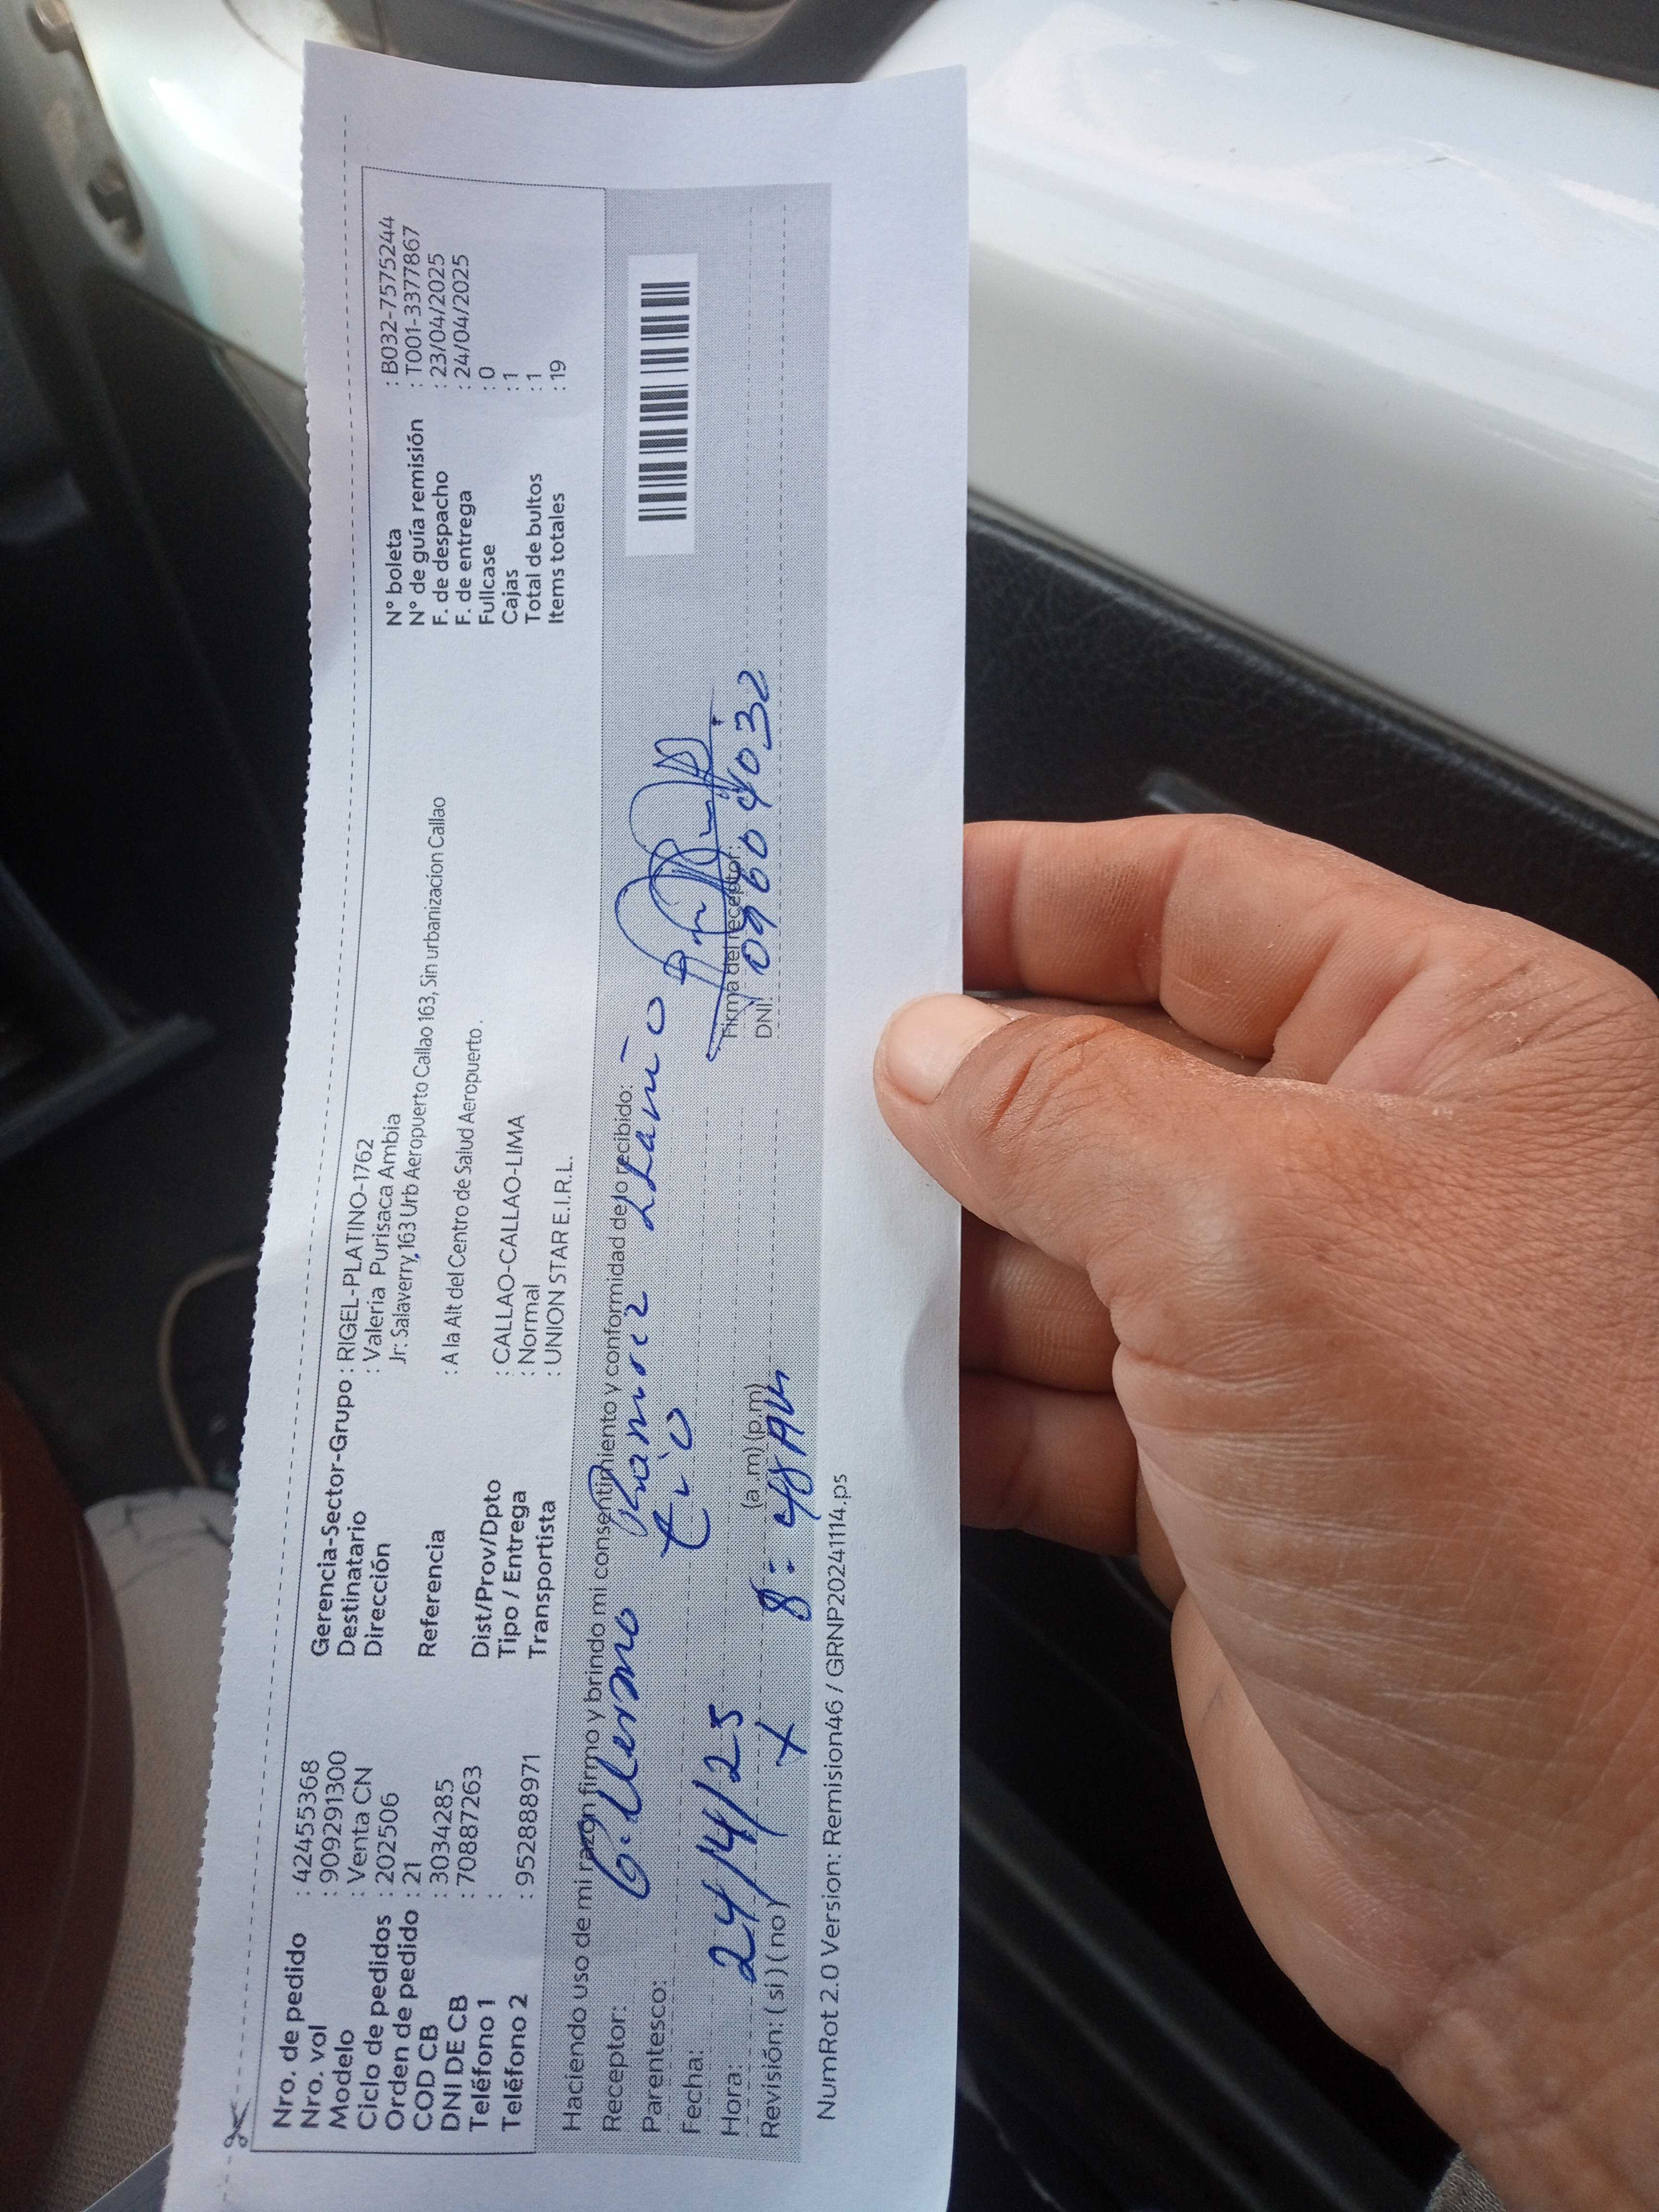 Nro. de pedido : 42455368
Nro. vol : 909291300
Modelo : Venta CN
Ciclo de pedidos : 202506
Orden de pedido : 21
COD CB : 3034285
DNI DE CB : 70887263
Teléfono 1 :
Teléfono 2 : 952888971
Gerencia-Sector-Grupo : RIGEL-PLATINO-1762
Destinatario : Valeria Purisaca Ambia
Dirección Jr. Salaverry, 163 Urb Aeropuerto Callao 163, Sin urbanizacion Callao
Referencia : A la Alt del Centro de Salud Aeropuerto .
Dist/Prov/Dpto : CALLAO-CALLAO-LIMA
Tipo / Entrega : Normal
Transportista : UNION STAR E.I.R.L.
N° boleta : B032-7575244
N° de guía remisión : T001-3377867
F. de despacho : 23/04/2025
F. de entrega : 24/04/2025
Fullcase : 0
Cajas : 1
Total de bultos : 1
Items totales : 19
Haciendo uso de mi razón firmo y brindo mi consentimiento y conformidad de lo recibido:
Receptor: Guillermo Ramirez
Parentesco: tio
Fecha: 24/14/25
Firma del receptor:
Hora: 8:48 AM (a .m) (p.m)
DNI: 09604032
Revisión: ( si ) ( no ) X
NumRot 2.0 Version: Remision46 / GRNP20241114.ps